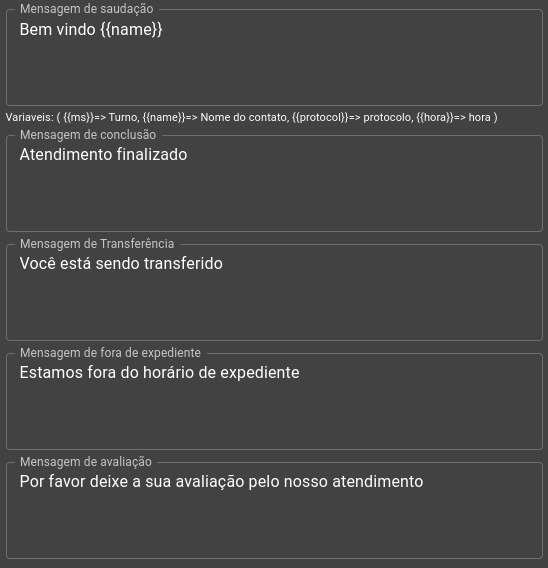 Mensagem de saudação
Bem vindo {{name}}
Variaveis: ( {{ms}}=> Turno, {{name}}=> Nome do contato, {{protocol}}=> protocolo, {{hora}}=> hora )
Mensagem de conclusão
Atendimento finalizado
Mensagem de Transferência
Você está sendo transferido
Mensagem de fora de expediente
Estamos fora do horário de expediente
Mensagem de avaliação
Por favor deixe a sua avaliação pelo nosso atendimento